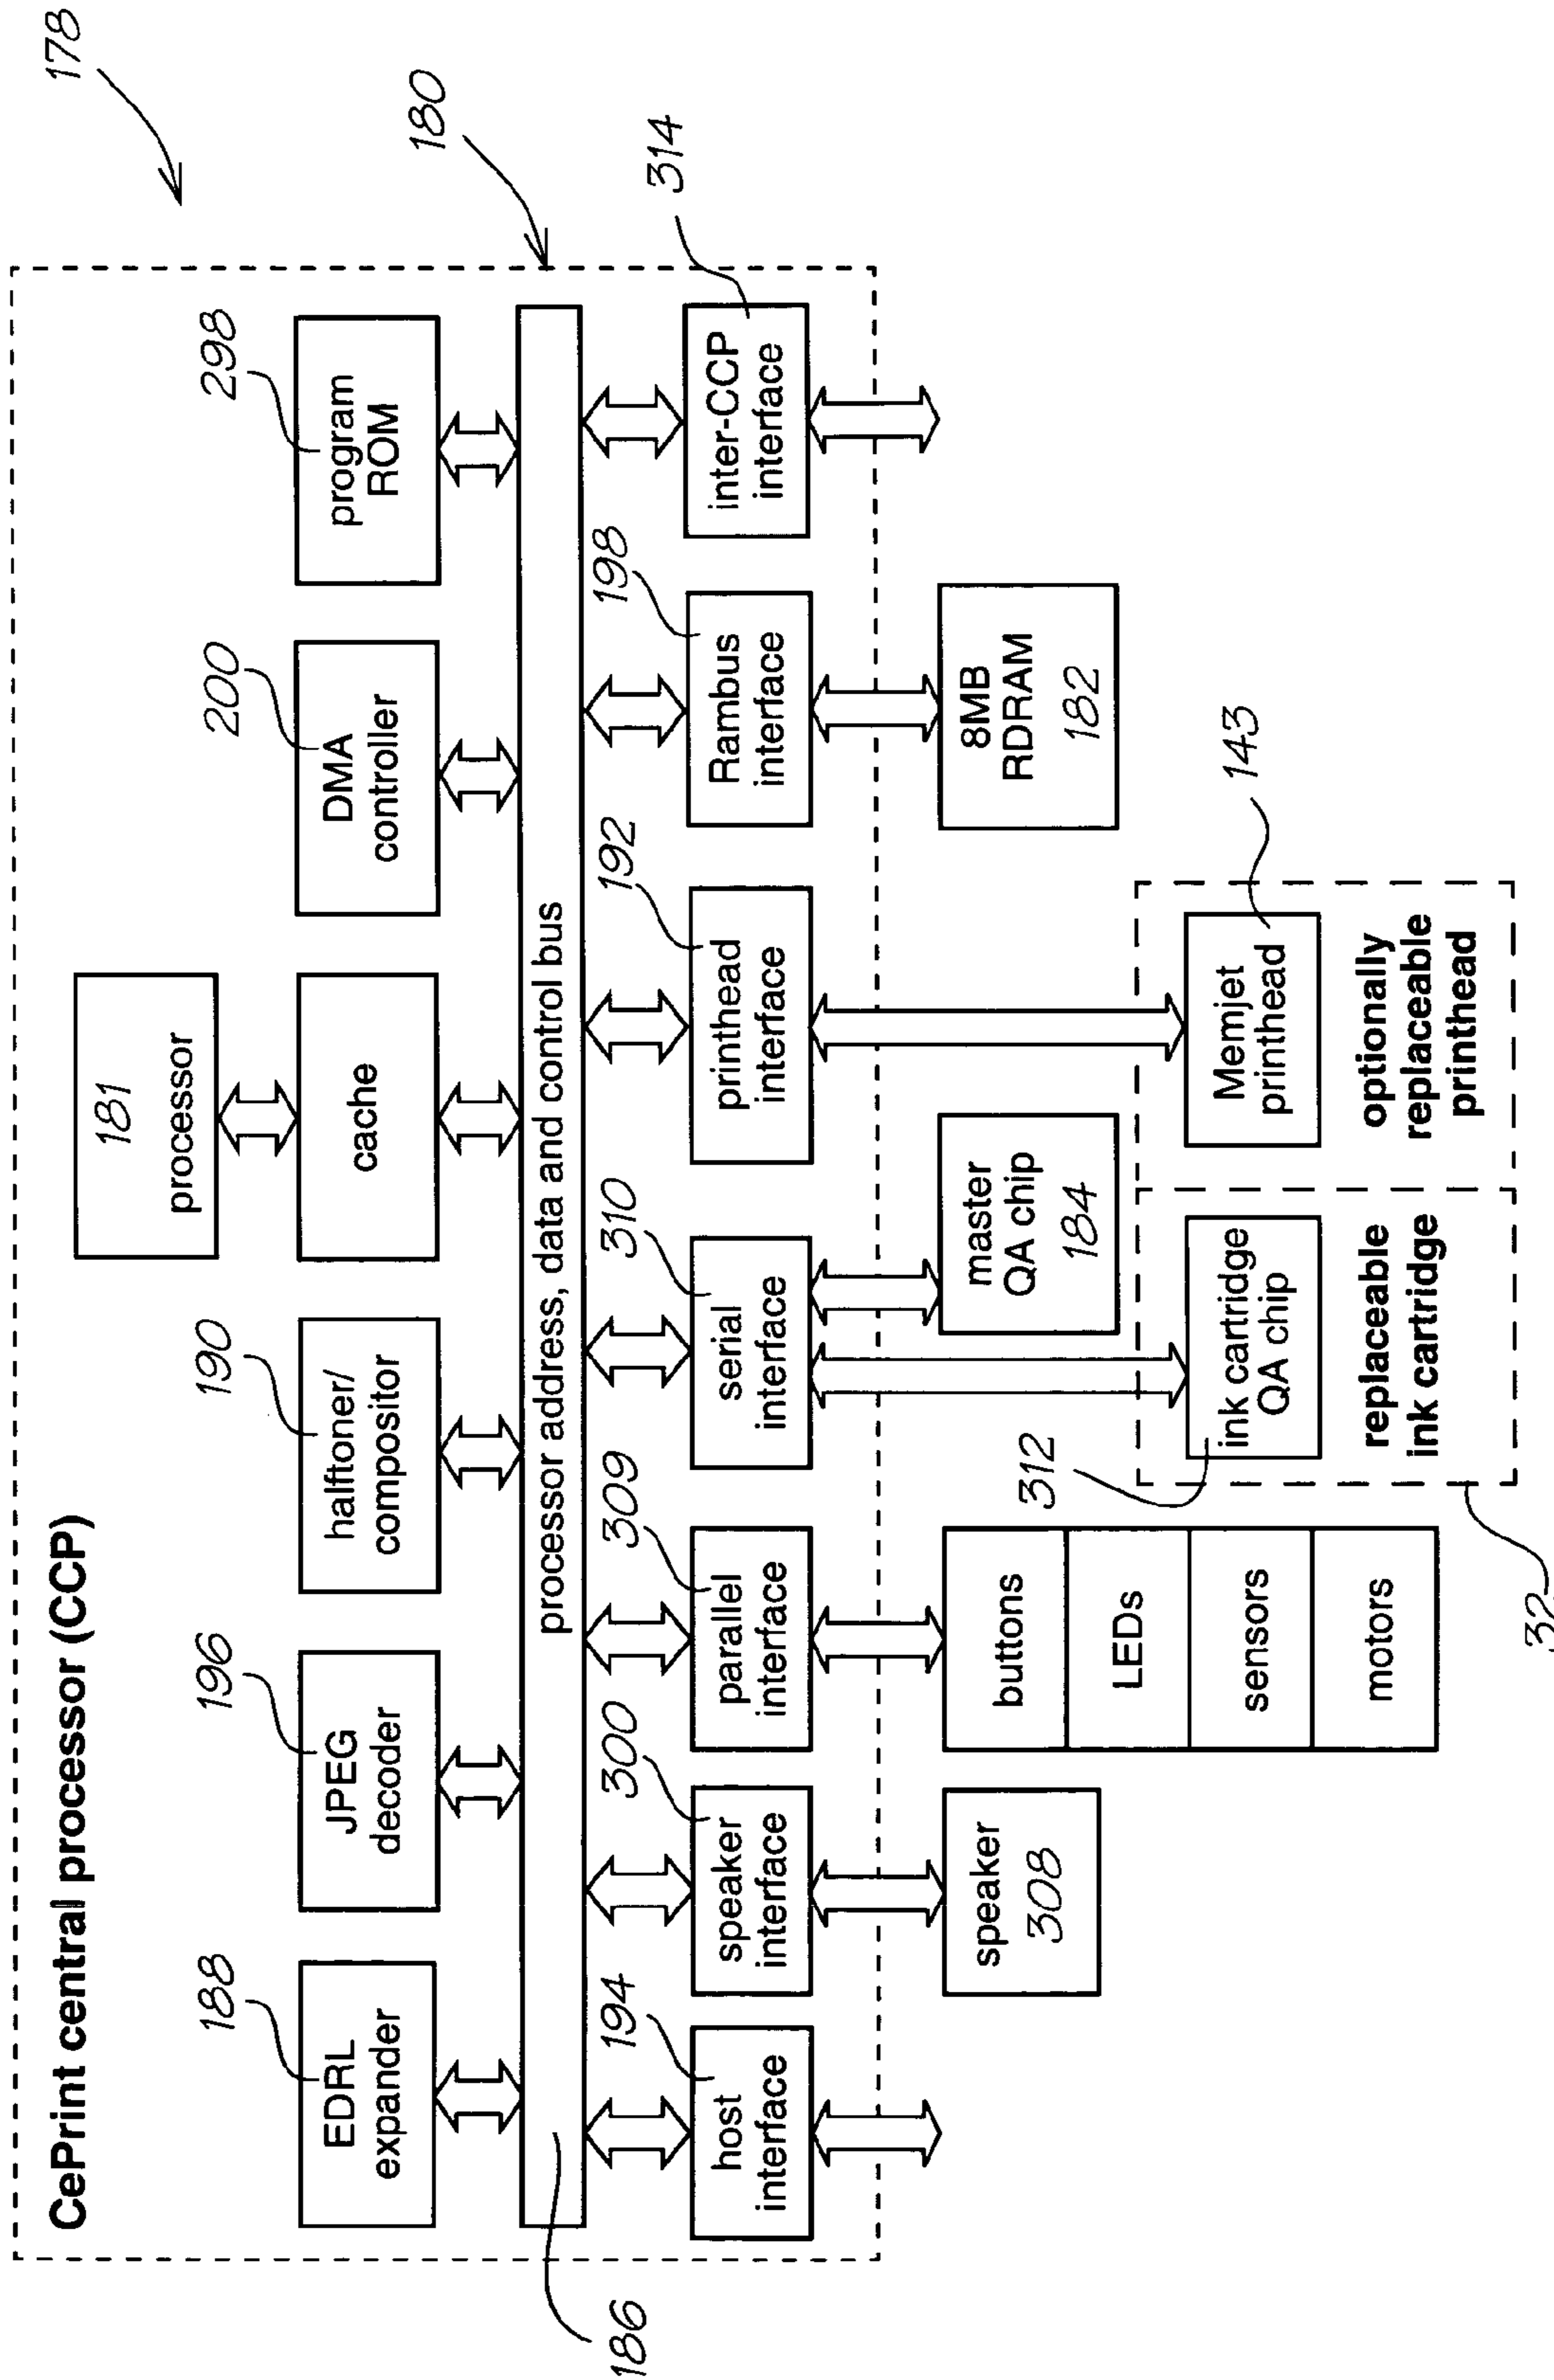 178
CePrint central processor (CCP)
180
181
processor
188
EDRL
expander
196
JPEG
decoder
190
halftoner/
compositor
cache
200
DMA
controller
298
program
ROM
processor address, data and control bus
186
194
host
interface
300
speaker
interface
309
parallel
interface
310
serial
interface
192
printhead
interface
198
Rambus
interface
314
inter-CCP
interface
speaker
308
buttons
LEDs
sensors
motors
master
QA chip
184
8MB
RDRAM
182
312
ink cartridge
QA chip
replaceable
ink cartridge
143
Memjet
printhead
optionally
replaceable
printhead
32